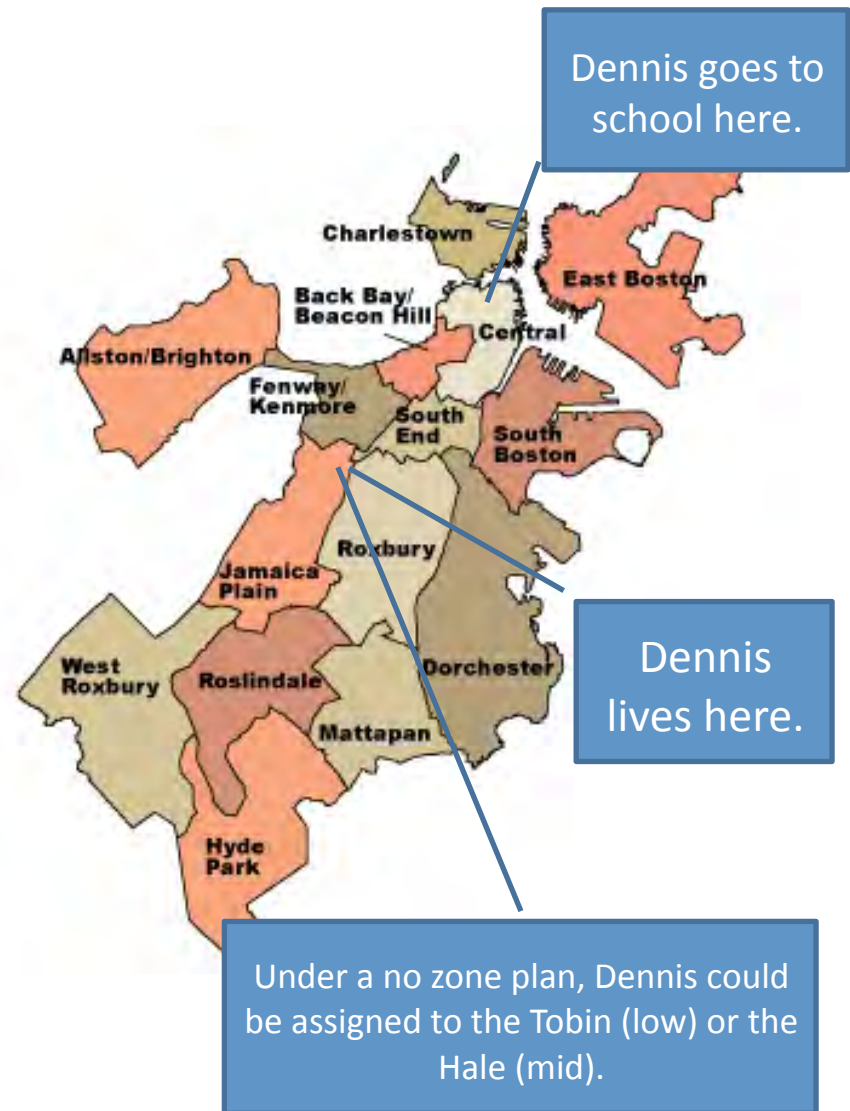 Dennis goes to
school here.
Charlestown
East Boston
Back Bay/
Beacon Hill
Central
Allston/Brighton
Fenway/
Kenmore
South
End
South
Boston
Roxbury
Jamaica
Plain
Dennis
lives here.
West
Roxbury
Roslindale
Dorchester
Mattapan
Hyde
Park
Under a no zone plan, Dennis could
be assigned to the Tobin (low) or the
Hale (mid).